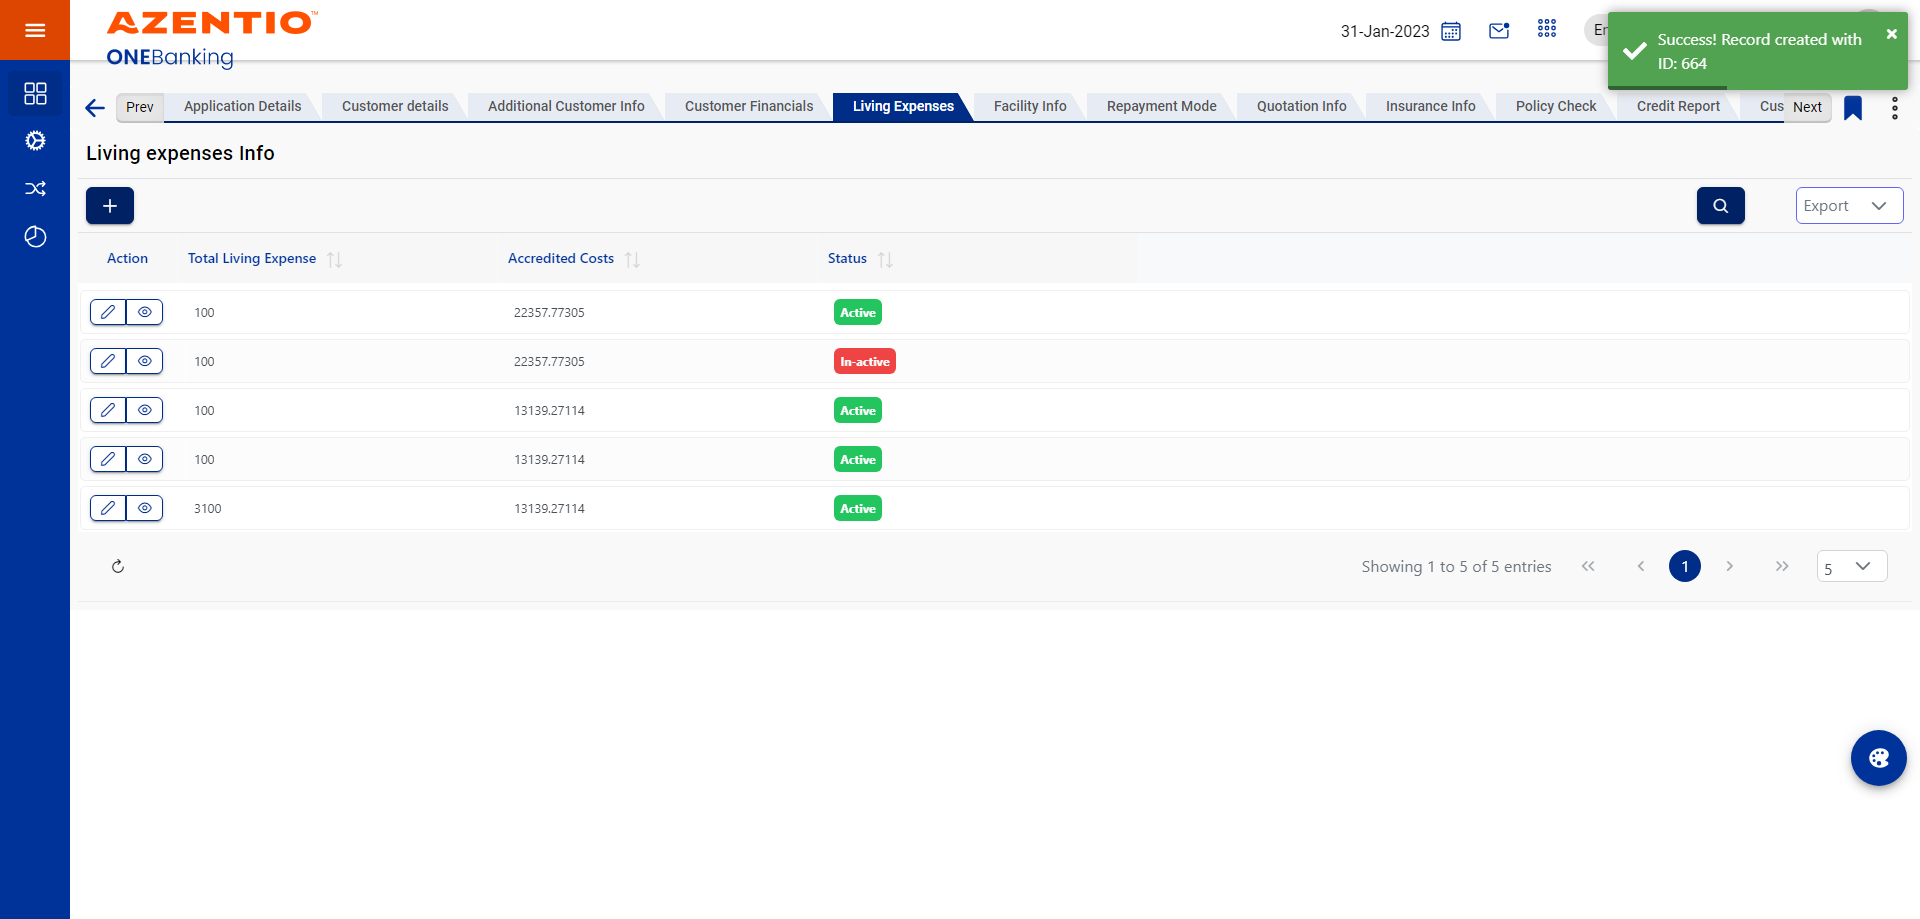 AZENTIO™
ONEBanking
31-Jan-2023
Success! Record created with
ID: 664
Prev
Application Details
Customer details
Additional Customer Info
Customer Financials
Living Expenses
Facility Info
Repayment Mode
Quotation Info
Insurance Info
Policy Check
Credit Report
Cus
Next
Living expenses Info
Export
Action Total Living Expense Accredited Costs Status
100 22357.77305 Active
100 22357.77305 In-active
100 13139.27114 Active
100 13139.27114 Active
3100 13139.27114 Active
Showing 1 to 5 of 5 entries
1
5